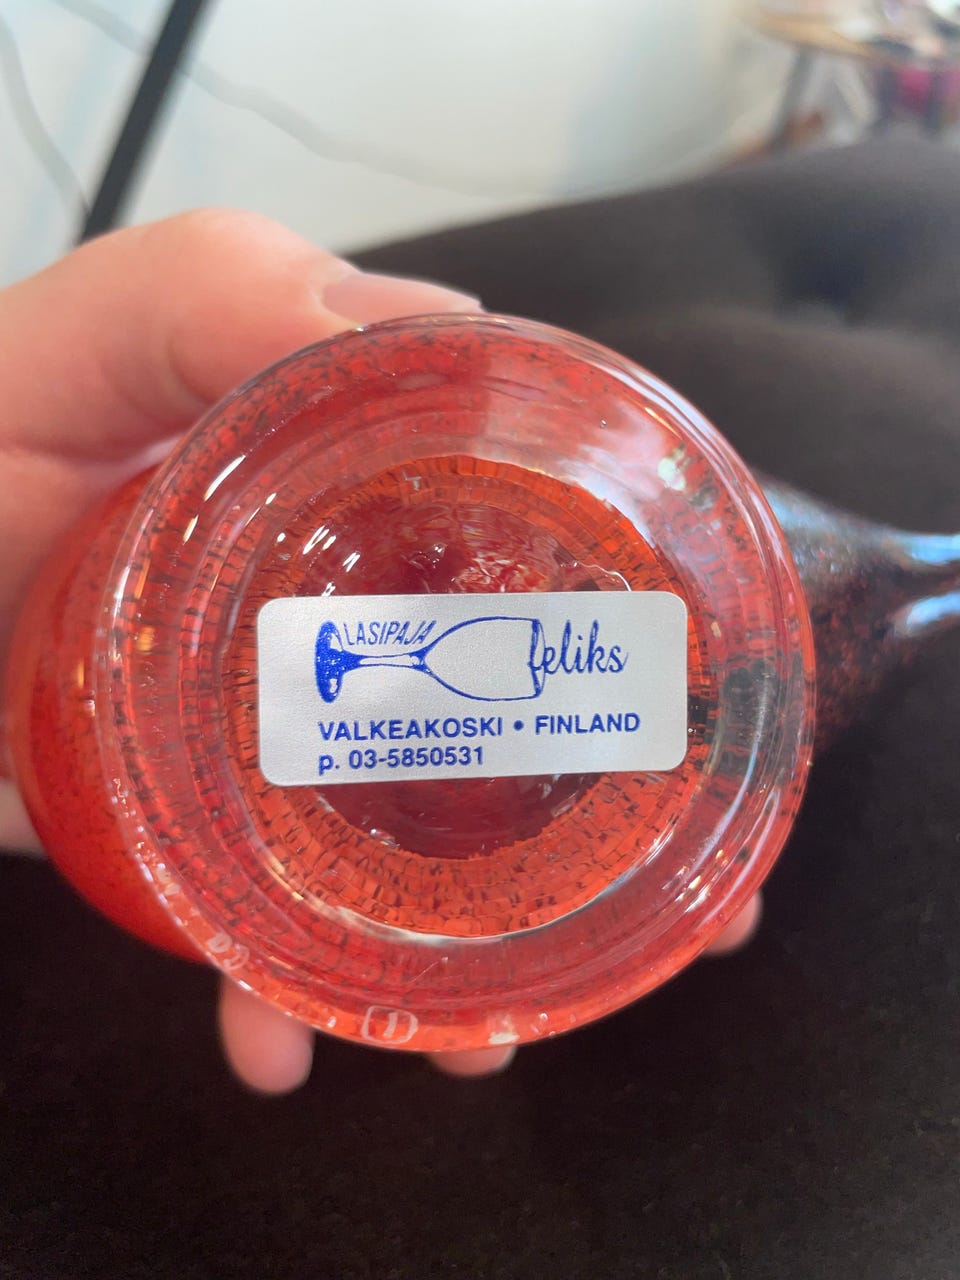 LASIPAJA feliks
VALKEAKOSKI • FINLAND
p. 03-5850531